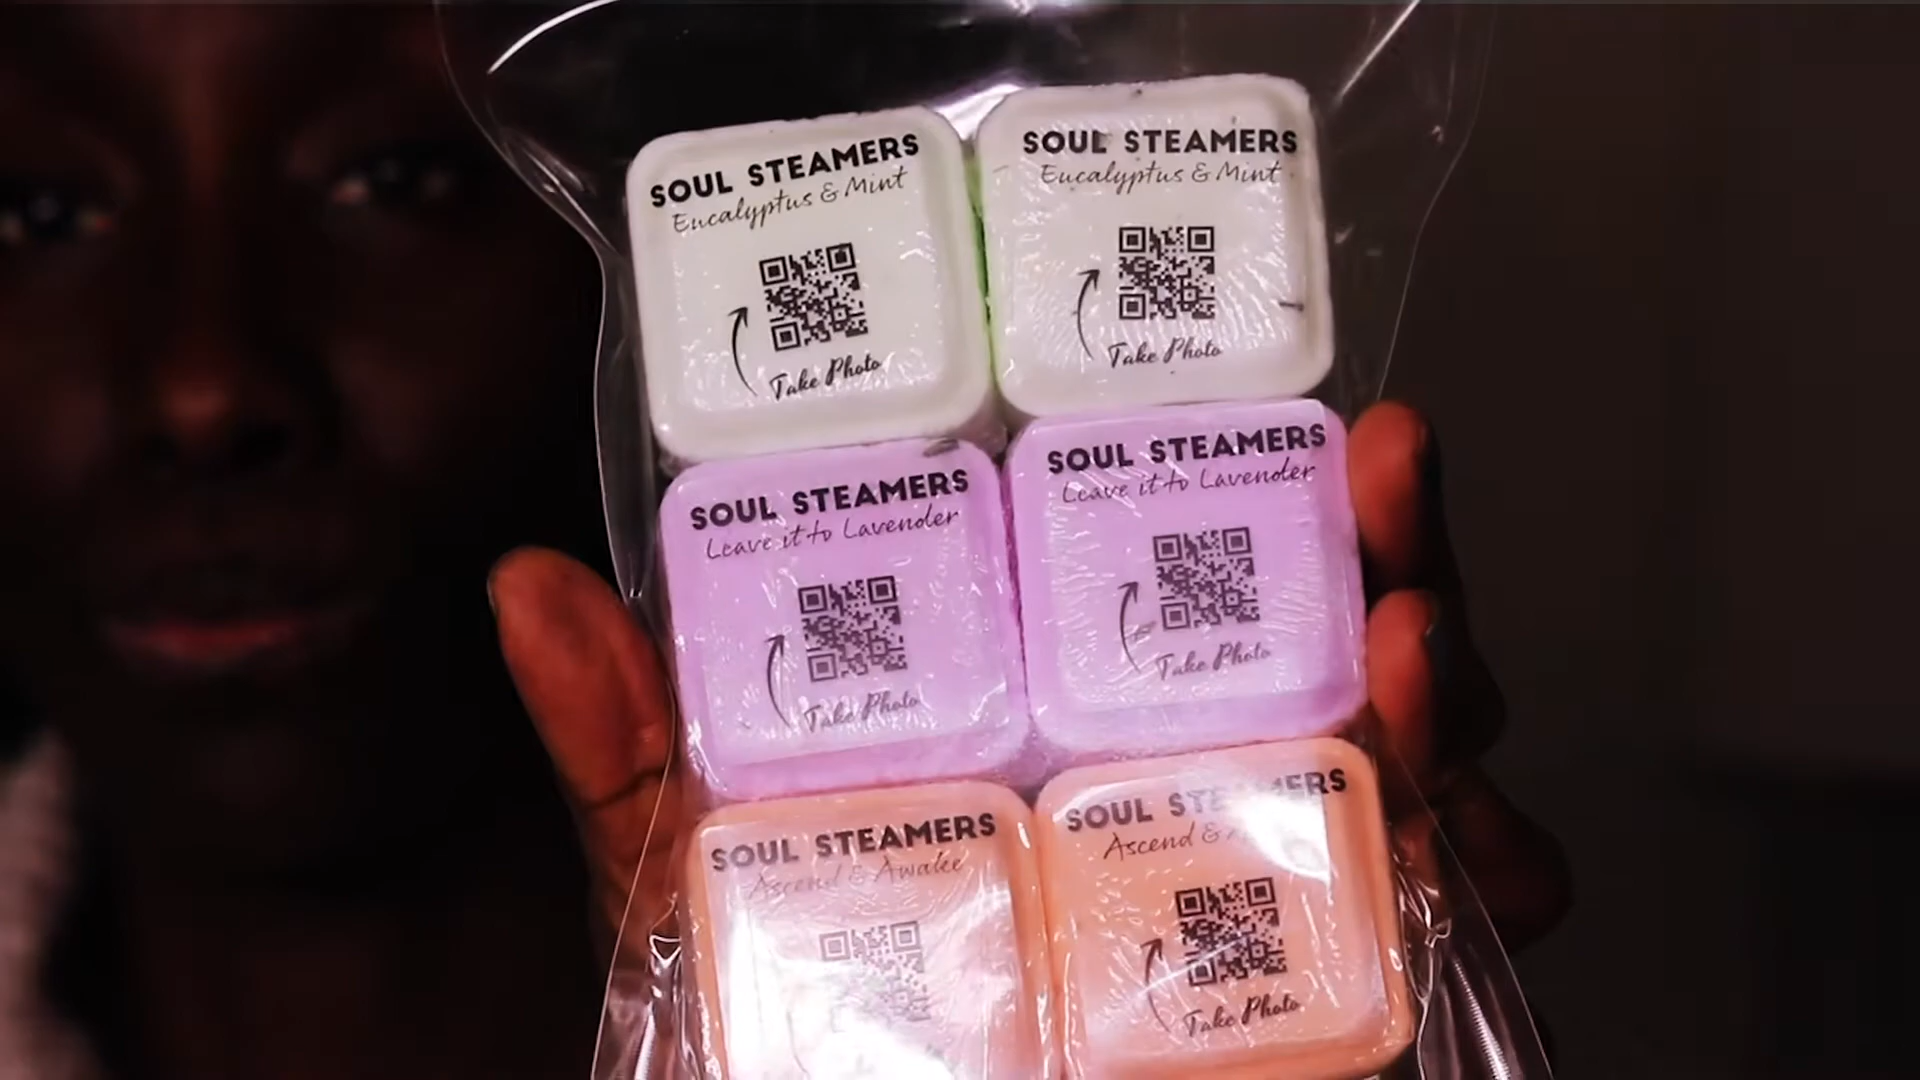 SOUL STEAMERS
Eucalyptus & Mint
Take Photo
SOUL STEAMERS
Eucalyptus & Mint
Take Photo
SOUL STEAMERS
Leave it to Lavender
Take Photo
SOUL STEAMERS
Leave it to Lavender
Take Photo
SOUL STEAMERS
Ascend & Awake
SOUL STEAMERS
Ascend &
Take Photo